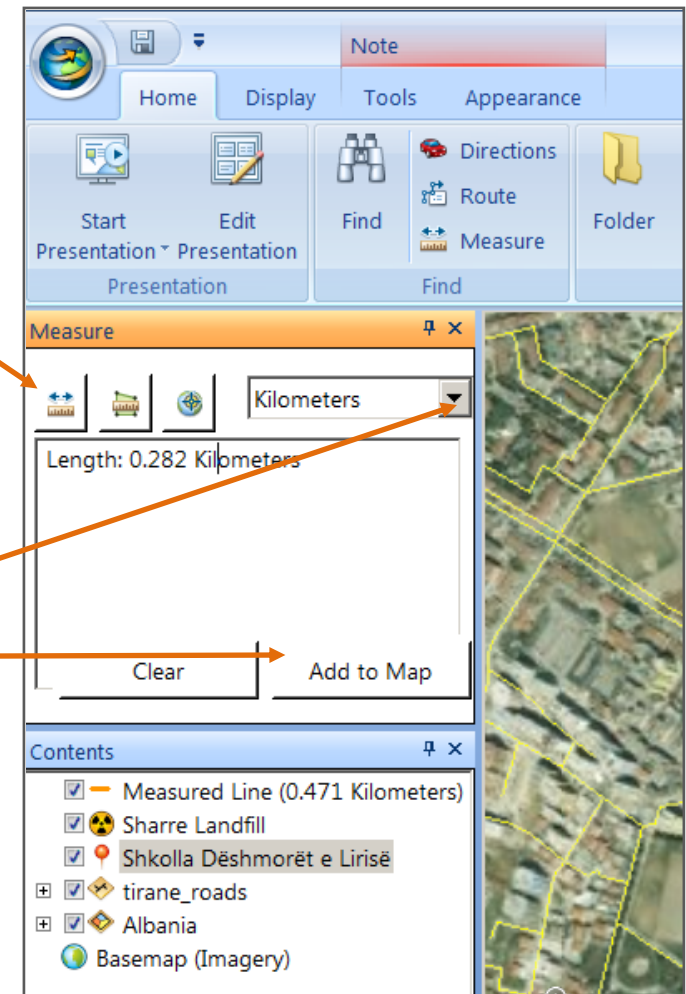 Note
Home Display Tools Appearance
Start Presentation
Edit Presentation
Find
Directions
Route
Measure
Folder
Presentation
Find
Measure
Kilometers
Length: 0.282 Kilometers
Clear Add to Map
Contents
Measured Line (0.471 Kilometers)
Sharre Landfill
Shkolla Dëshmorët e Lirisë
tirane_roads
Albania
Basemap (Imagery)